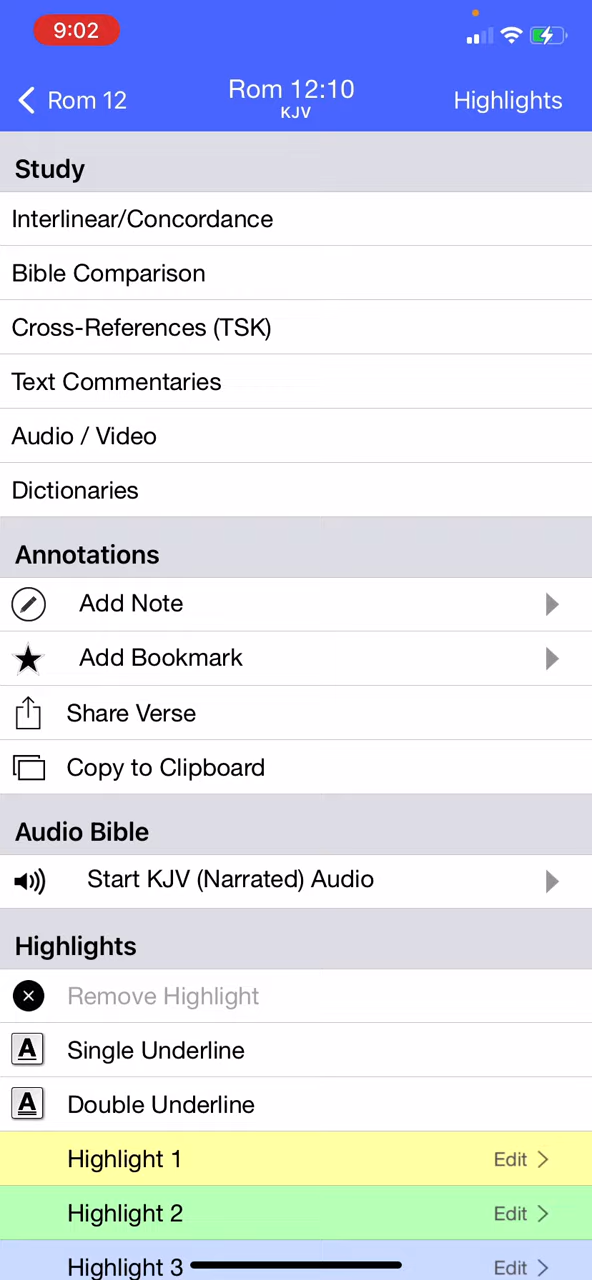 9:02
Rom 12
Rom 12:10
KJV
Highlights
Study
Interlinear/Concordance
Bible Comparison
Cross-References (TSK)
Text Commentaries
Audio / Video
Dictionaries
Annotations
Add Note
Add Bookmark
Share Verse
Copy to Clipboard
Audio Bible
Start KJV (Narrated) Audio
Highlights
Remove Highlight
A Single Underline
A Double Underline
Highlight 1 Edit
Highlight 2 Edit
Highlight 3 Edit